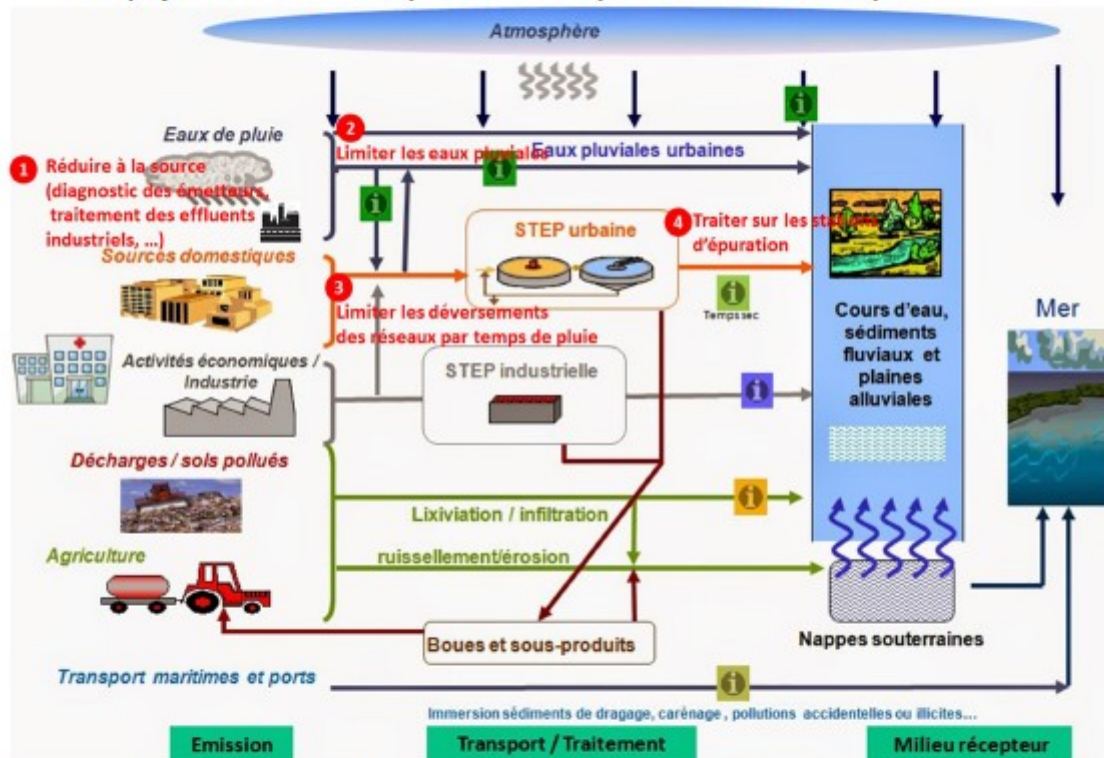 Atmosphère
Eaux de pluie
2
Limiter les eaux pluviales
Eaux pluviales urbaines
1
Réduire à la source
(diagnostic des émetteurs,
traitement des effluents
industriels, ...)
Sources domestiques
STEP urbaine
4
Traiter sur les stations
d'épuration
3
Limiter les déversements
des réseaux par temps de pluie
Temps sec
Cours d'eau,
sédiments
fluviaux et
plaines
alluviales
Mer
Activités économiques /
Industrie
STEP industrielle
Décharges / sols pollués
Lixiviation / infiltration
Agriculture
ruissellement/érosion
Boues et sous-produits
Nappes souterraines
Transport maritimes et ports
Immersion sédiments de dragage, carénage , pollutions accidentelles ou illicites...
Emission
Transport / Traitement
Milieu récepteur